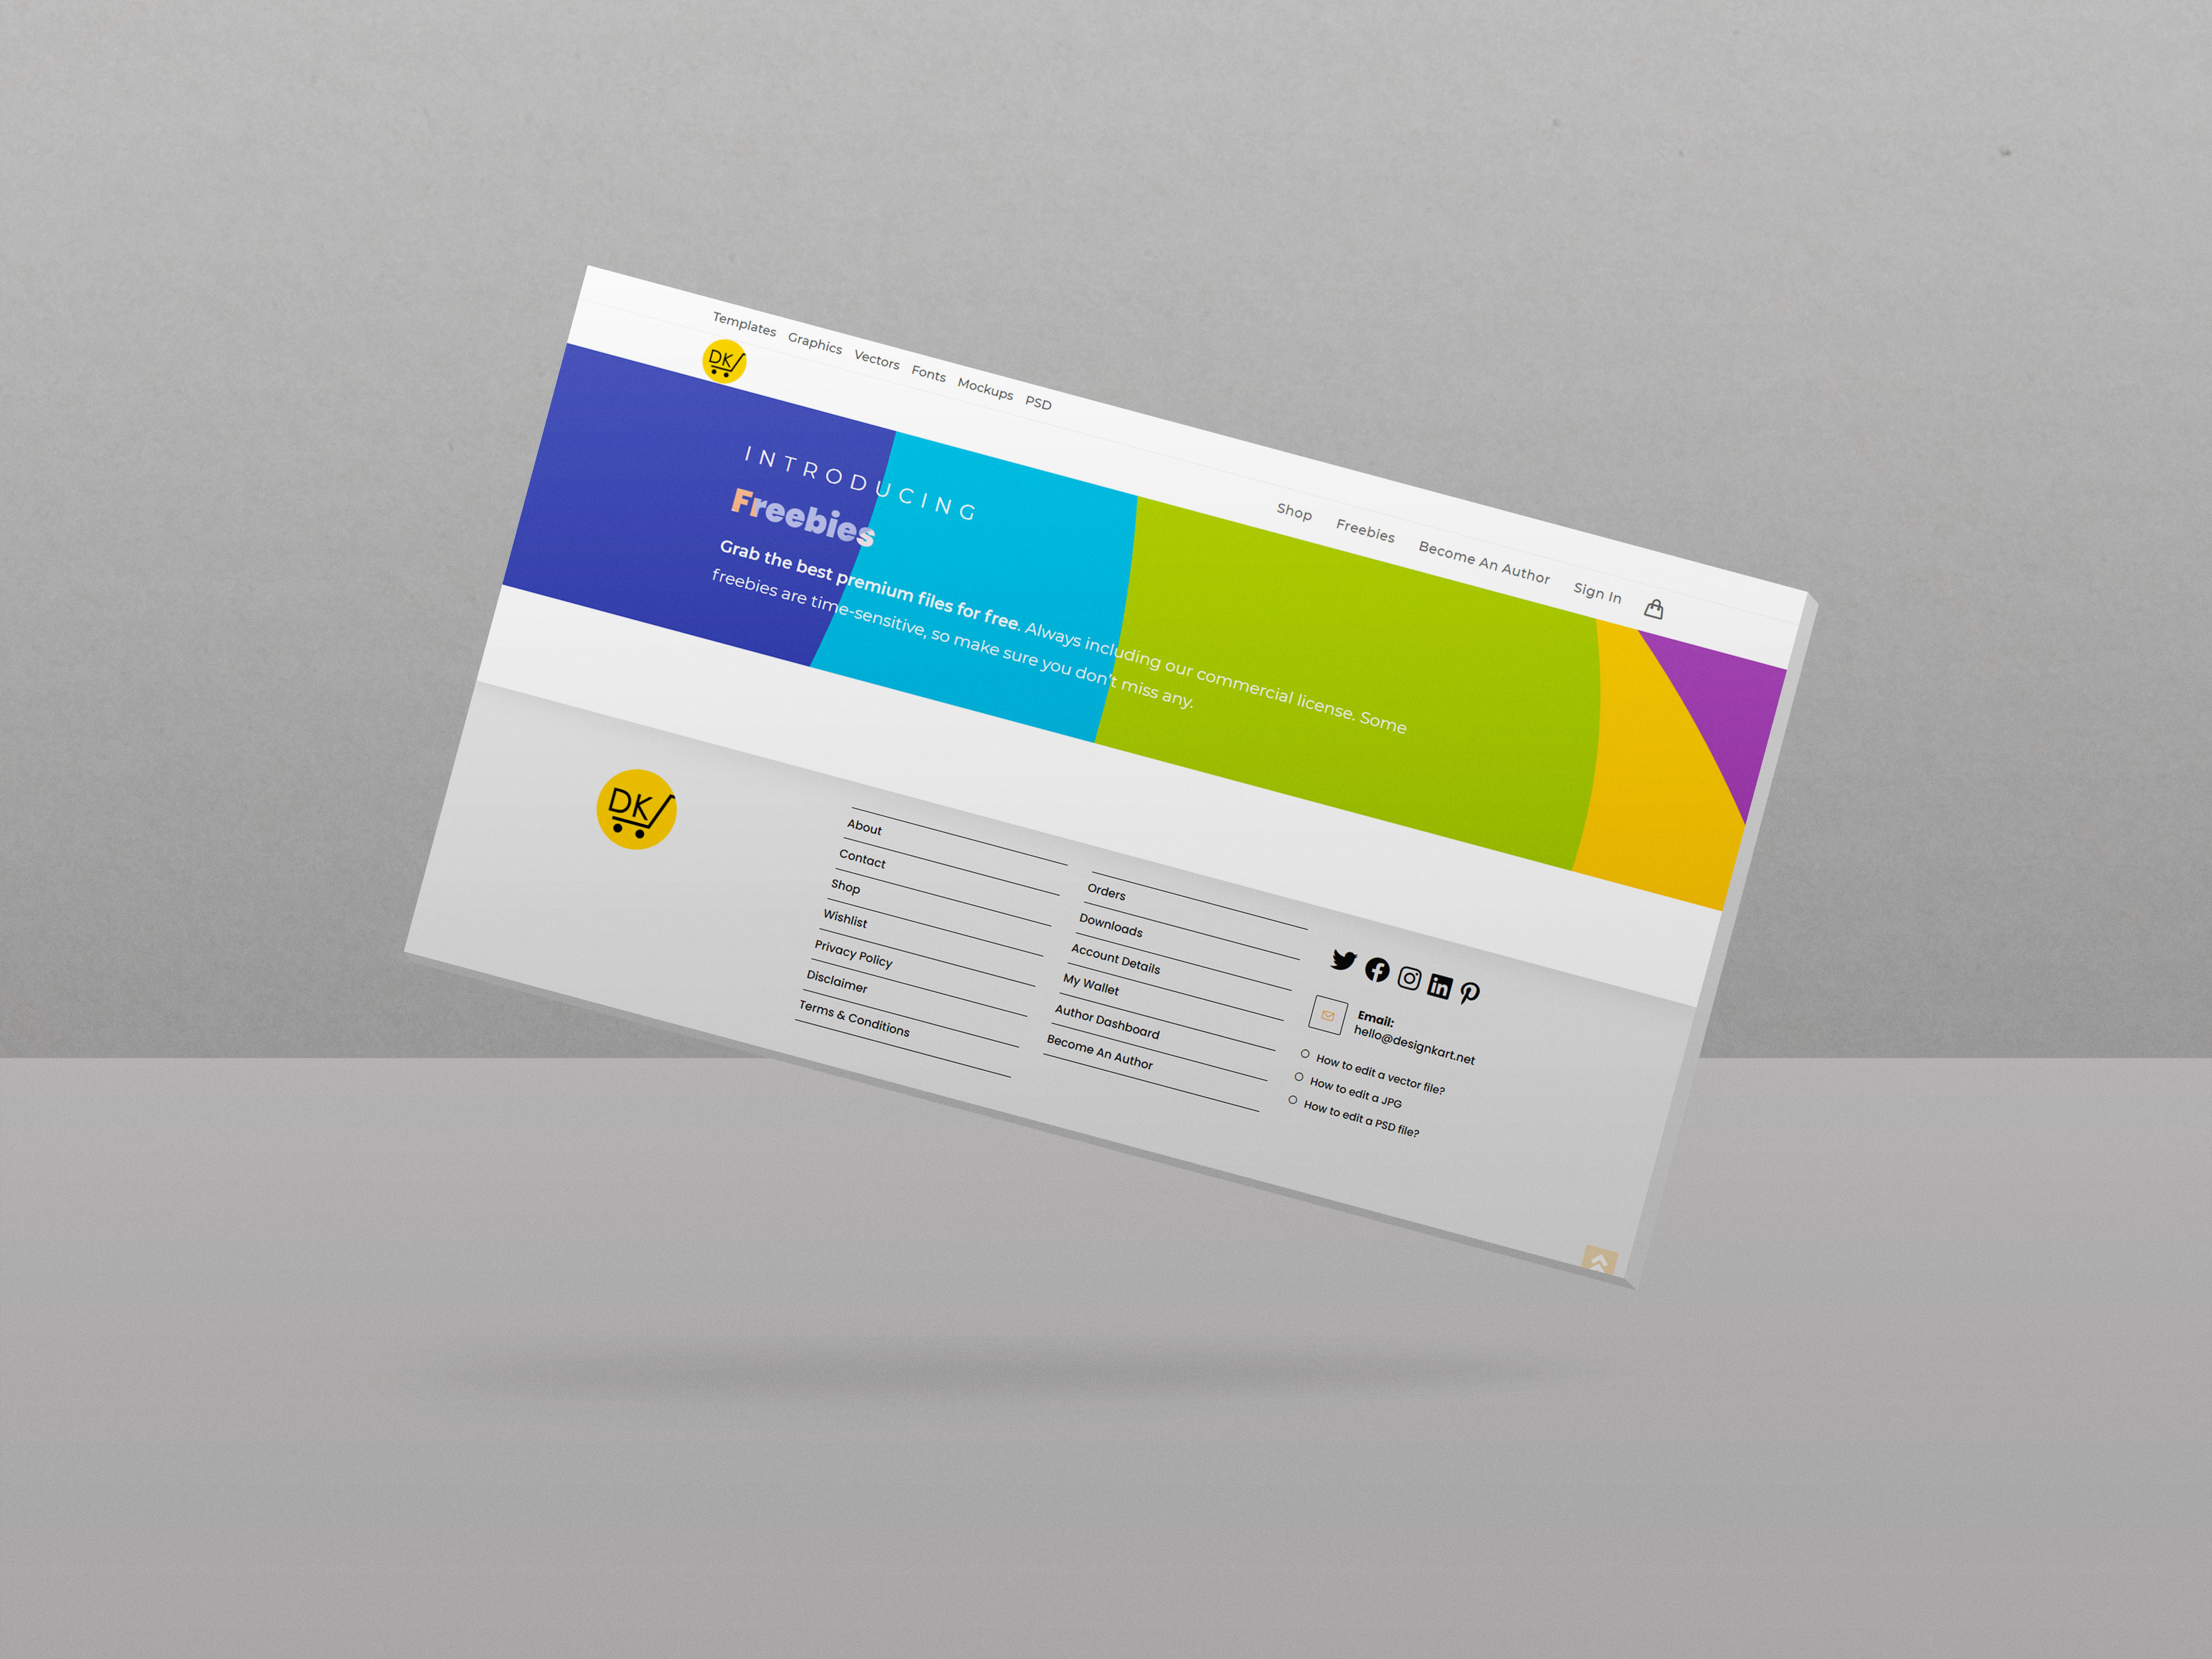 Templates Graphics Vectors Fonts Mockups PSD
DK
Shop Freebies Become An Author Sign In
INTRODUCING
Freebies
Grab the best premium files for free. Always including our commercial license. Some
freebies are time-sensitive, so make sure you don't miss any.
DK
About
Contact
Shop
Wishlist
Privacy Policy
Disclaimer
Terms & Conditions
Orders
Downloads
Account Details
My Wallet
Author Dashboard
Become An Author
Email:
hello@designkart.net
How to edit a vector file?
How to edit a JPG
How to edit a PSD file?